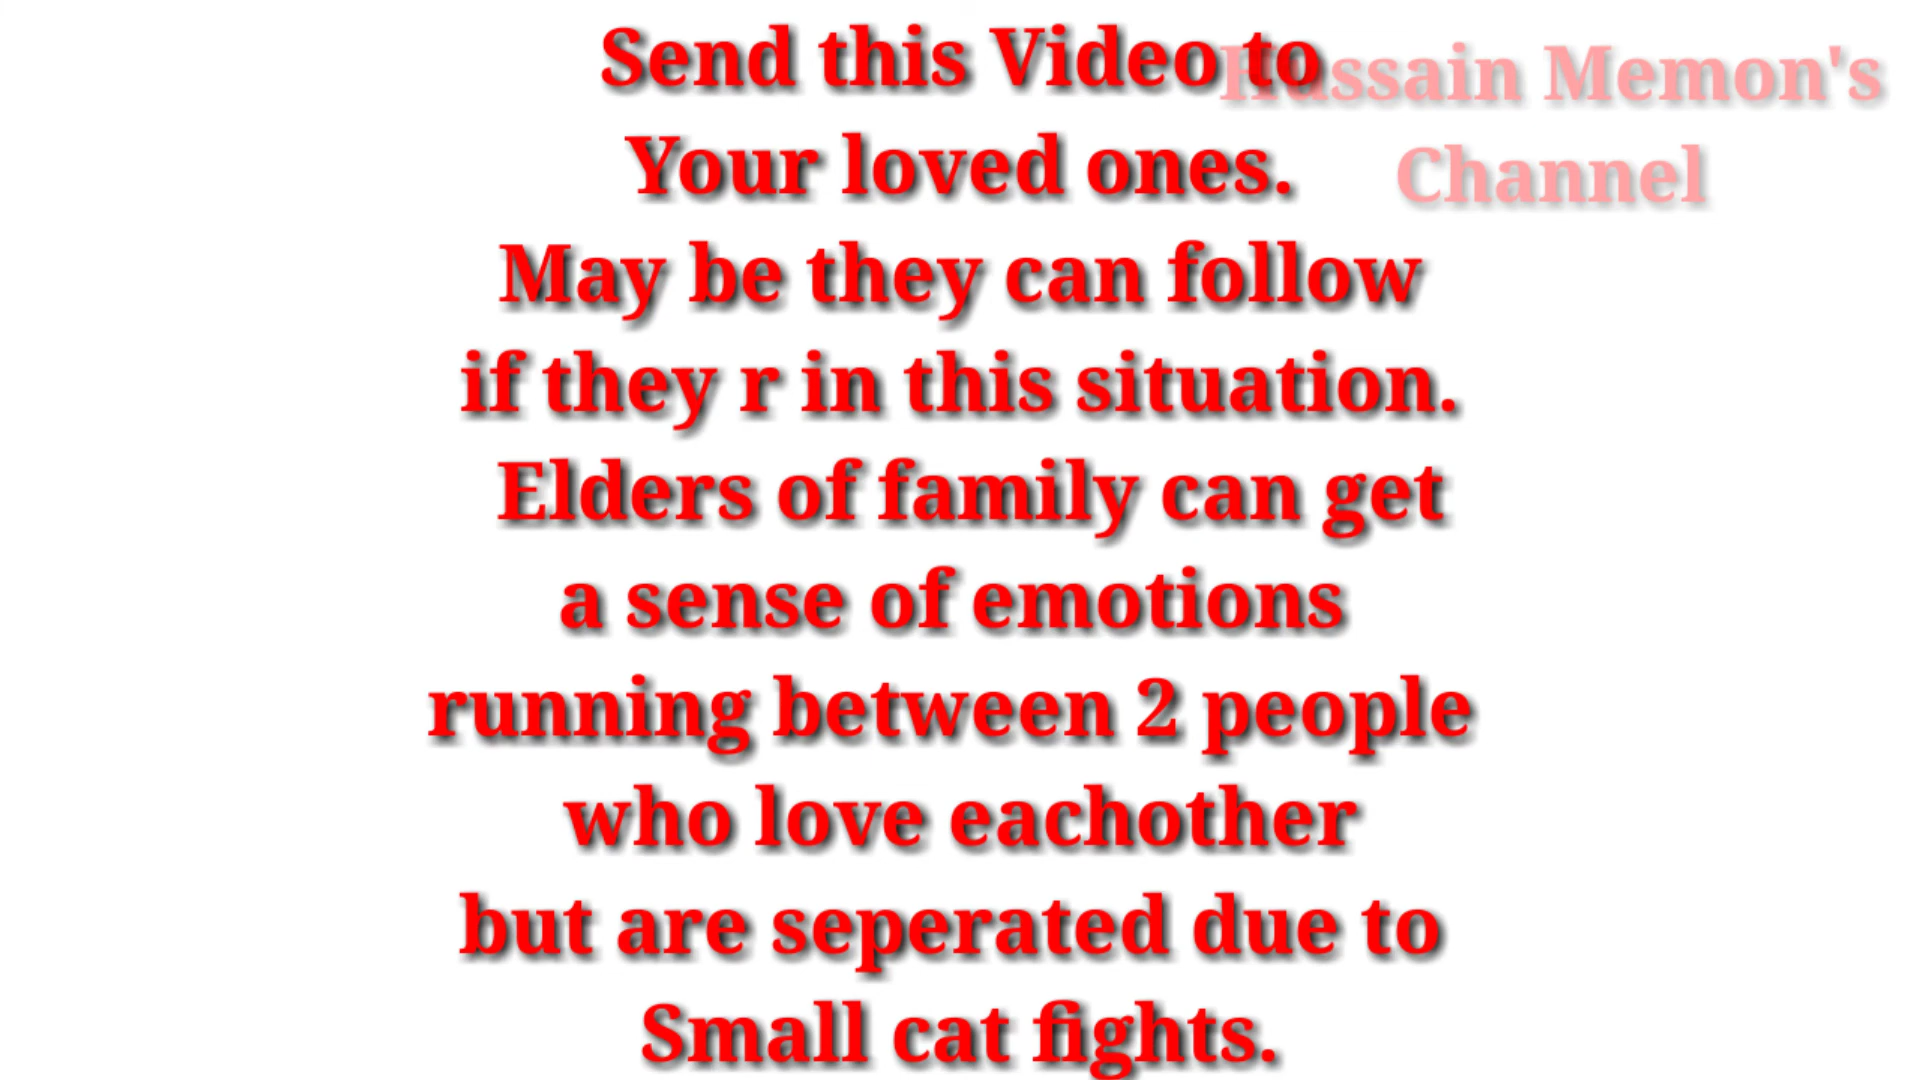 Send this Video to
Your loved ones.
May be they can follow
if they r in this situation.
Elders of family can get
a sense of emotions
running between 2 people
who love eachother
but are seperated due to
Small cat fights.
Hussain Memon's
Channel